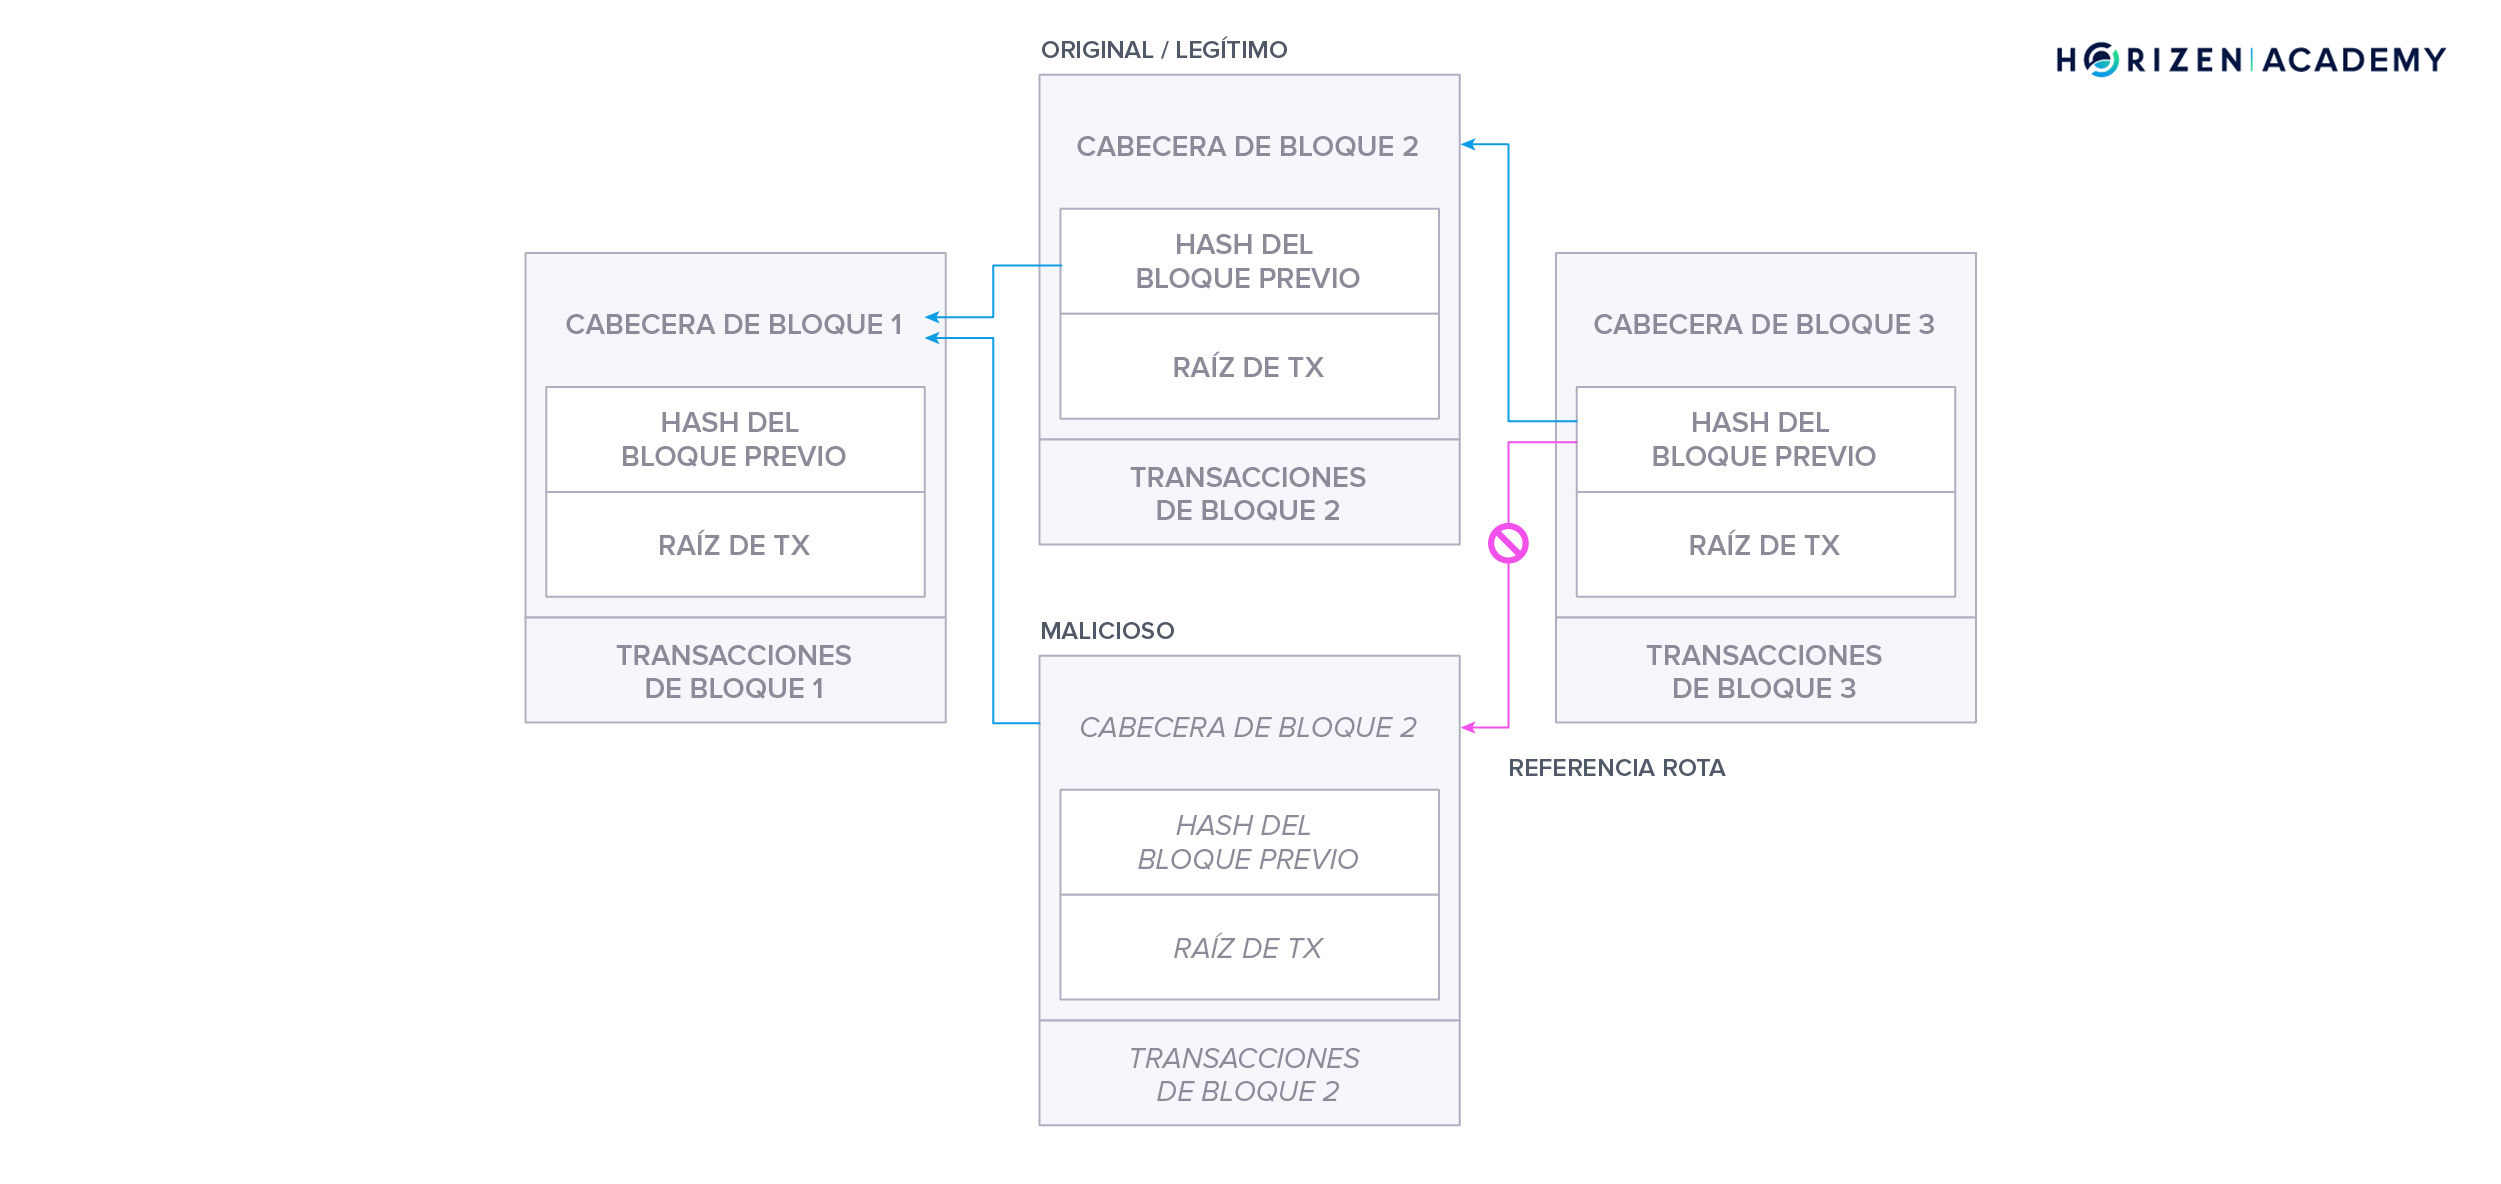 HORIZEN ACADEMY
ORIGINAL / LEGÍTIMO
CABECERA DE BLOQUE 2
HASH DEL
BLOQUE PREVIO
RAÍZ DE TX
TRANSACCIONES
DE BLOQUE 2
CABECERA DE BLOQUE 1
HASH DEL
BLOQUE PREVIO
RAÍZ DE TX
TRANSACCIONES
DE BLOQUE 1
CABECERA DE BLOQUE 3
HASH DEL
BLOQUE PREVIO
RAÍZ DE TX
TRANSACCIONES
DE BLOQUE 3
MALICIOSO
CABECERA DE BLOQUE 2
HASH DEL
BLOQUE PREVIO
RAÍZ DE TX
TRANSACCIONES
DE BLOQUE 2
REFERENCIA ROTA